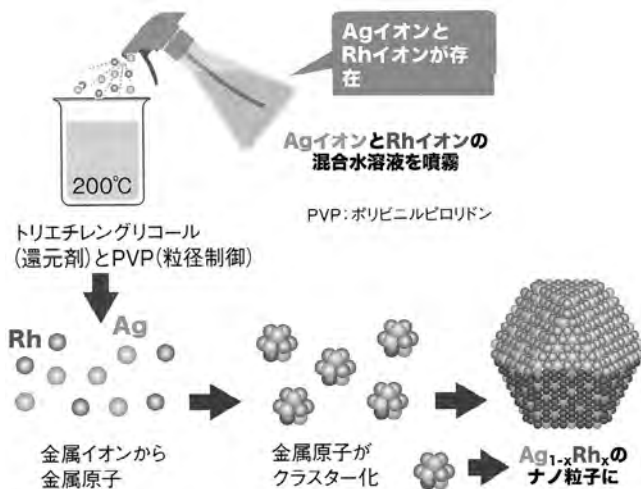 Agイオンと
Rhイオンが存
在
AgイオンとRhイオンの
混合水溶液を噴霧
200℃
PVP：ポリビニルピロリドン
トリエチレングリコール
(還元剤)とPVP(粒径制御)
Rh
Ag
金属イオンから
金属原子
金属原子が
クラスター化
Ag1-xRhxの
ナノ粒子に